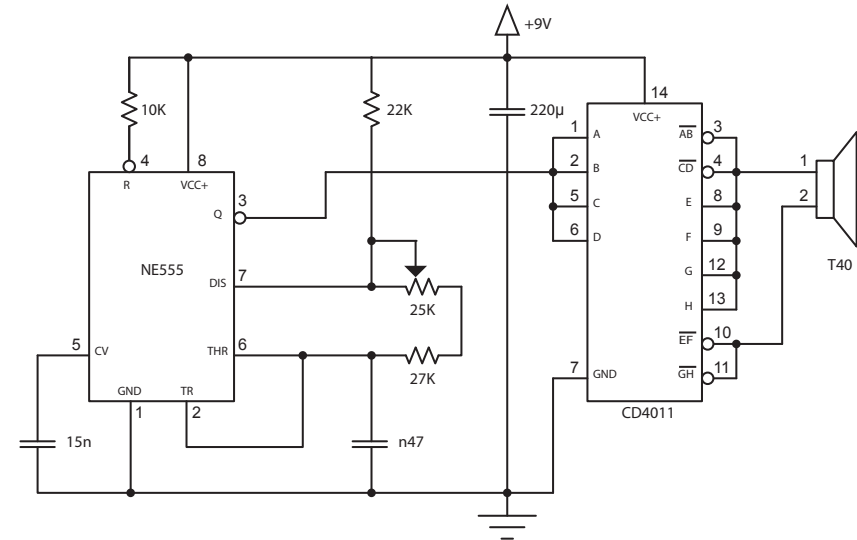 +9V
10K
22K
220µ
14
VCC+
4
8
R
VCC+
3
Q
NE555
DIS
7
25K
5
CV
THR
6
27K
GND
TR
1
2
15n
n47
1
A
2
B
5
C
6
D
7
GND
AB
3
CD
4
E
8
F
9
G
12
H
13
EF
10
GH
11
CD4011
1
2
T40